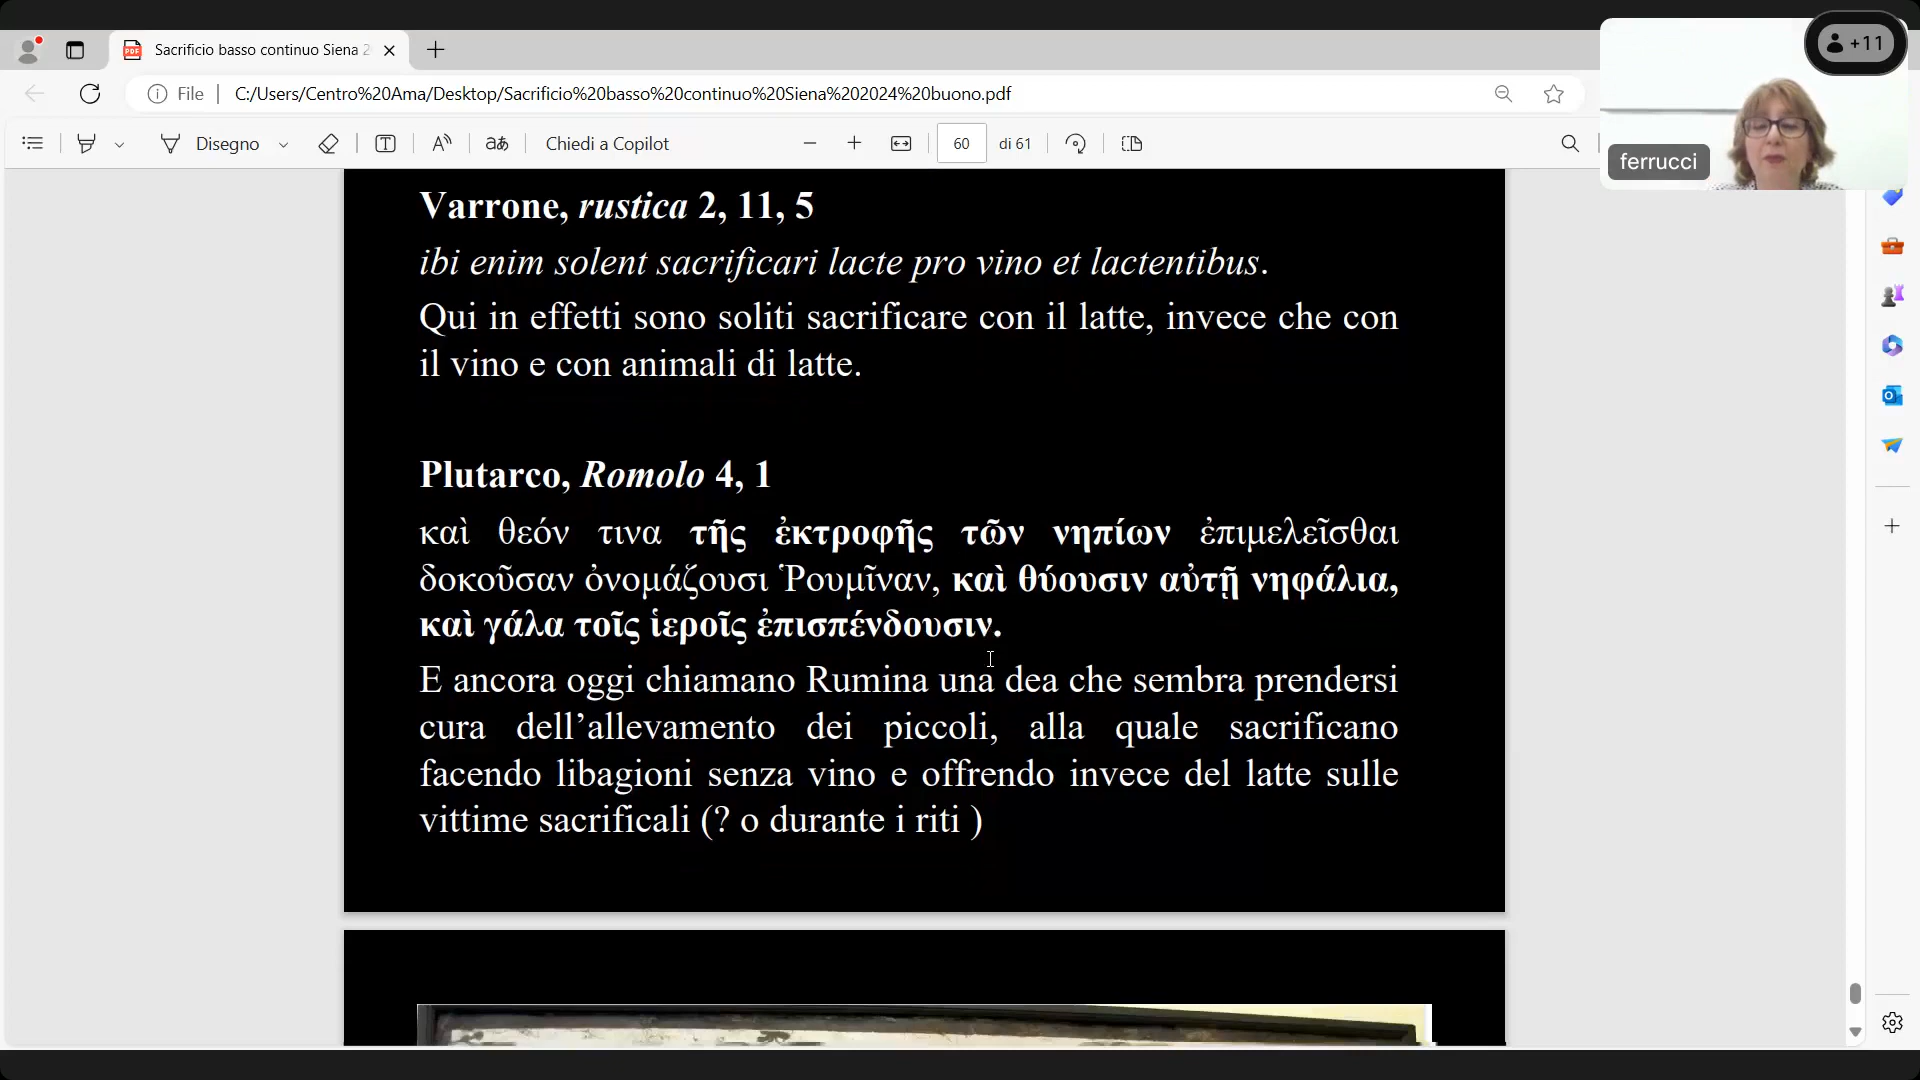 Sacrificio basso continuo Siena 2
File
C:/Users/Centro%20Ama/Desktop/Sacrificio%20basso%20continuo%20Siena%202024%20buono.pdf
Disegno
Chiedi a Copilot
60 di 61
+11
ferrucci
Varrone, rustica 2, 11, 5
ibi enim solent sacrificari lacte pro vino et lactentibus.
Qui in effetti sono soliti sacrificare con il latte, invece che con
il vino e con animali di latte.
Plutarco, Romolo 4, 1
καὶ θεόν τινα τῆς ἐκτροφῆς τῶν νηπίων ἐπιμελεῖσθαι
δοκοῦσαν ὀνομάζουσι Ῥουμῖναν, καὶ θύουσιν αὐτῇ νηφάλια,
καὶ γάλα τοῖς ἱεροῖς ἐπισπένδουσιν.
E ancora oggi chiamano Rumina una dea che sembra prendersi
cura dell’allevamento dei piccoli, alla quale sacrificano
facendo libagioni senza vino e offrendo invece del latte sulle
vittime sacrificali (? o durante i riti )